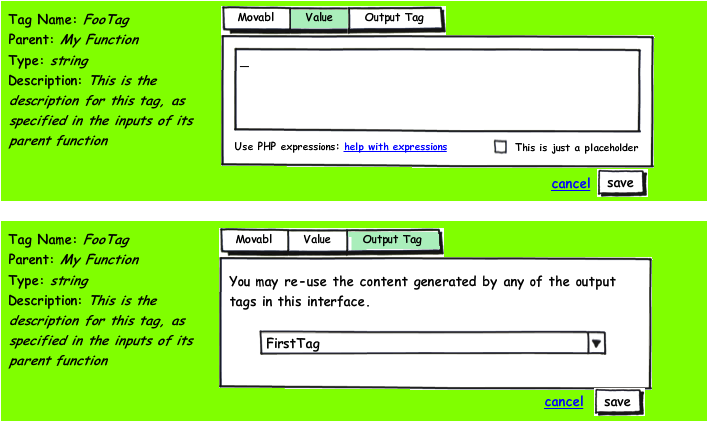 Tag Name: FooTag
Parent: My Function
Type: string
Description: This is the
description for this tag, as
specified in the inputs of its
parent function
Movabl Value Output Tag
_
Use PHP expressions: help with expressions This is just a placeholder
cancel save
Tag Name: FooTag
Parent: My Function
Type: string
Description: This is the
description for this tag, as
specified in the inputs of its
parent function
Movabl Value Output Tag
You may re-use the content generated by any of the output
tags in this interface.
FirstTag
cancel save